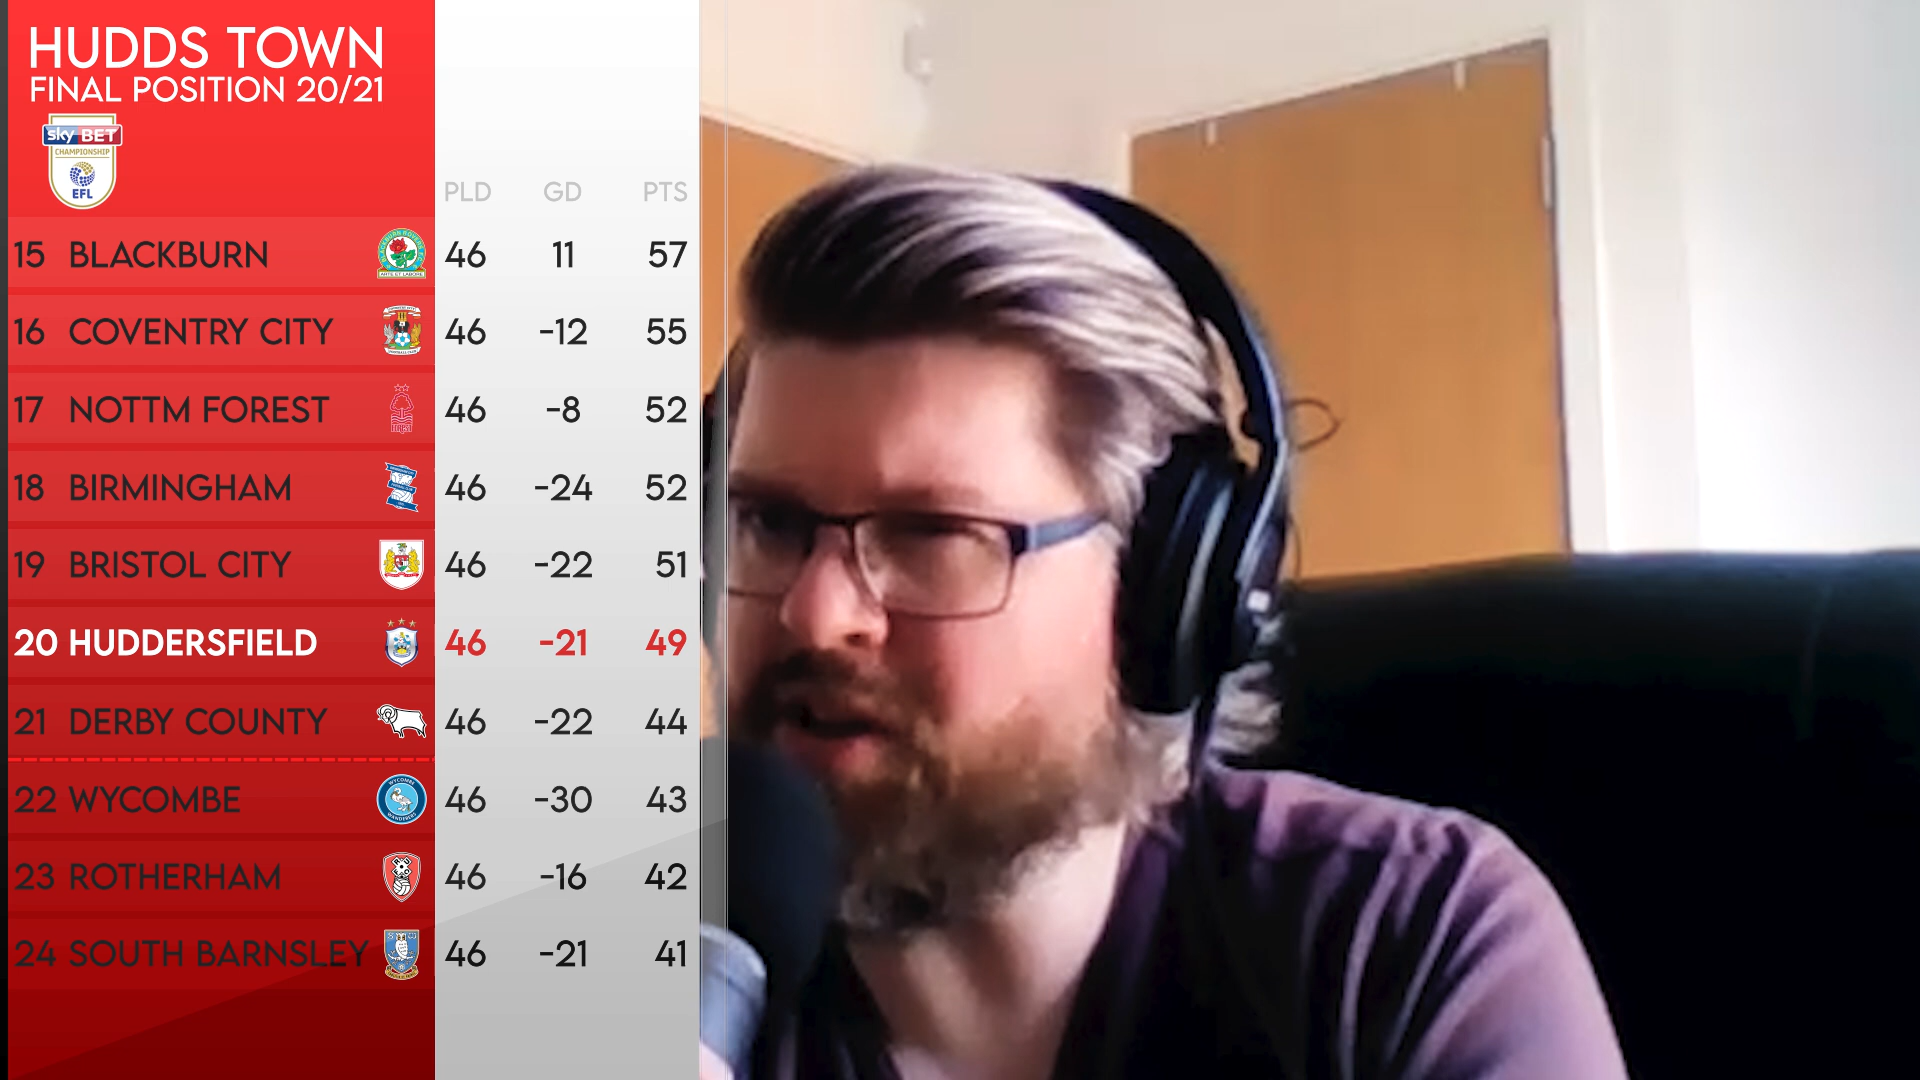 HUDDS TOWN
FINAL POSITION 20/21
sky BET
CHAMPIONSHIP
EFL
PLD GD PTS
15 BLACKBURN 46 11 57
16 COVENTRY CITY 46 -12 55
17 NOTTM FOREST 46 -8 52
18 BIRMINGHAM 46 -24 52
19 BRISTOL CITY 46 -22 51
20 HUDDERSFIELD 46 -21 49
21 DERBY COUNTY 46 -22 44
22 WYCOMBE 46 -30 43
23 ROTHERHAM 46 -16 42
24 SOUTH BARNSLEY 46 -21 41